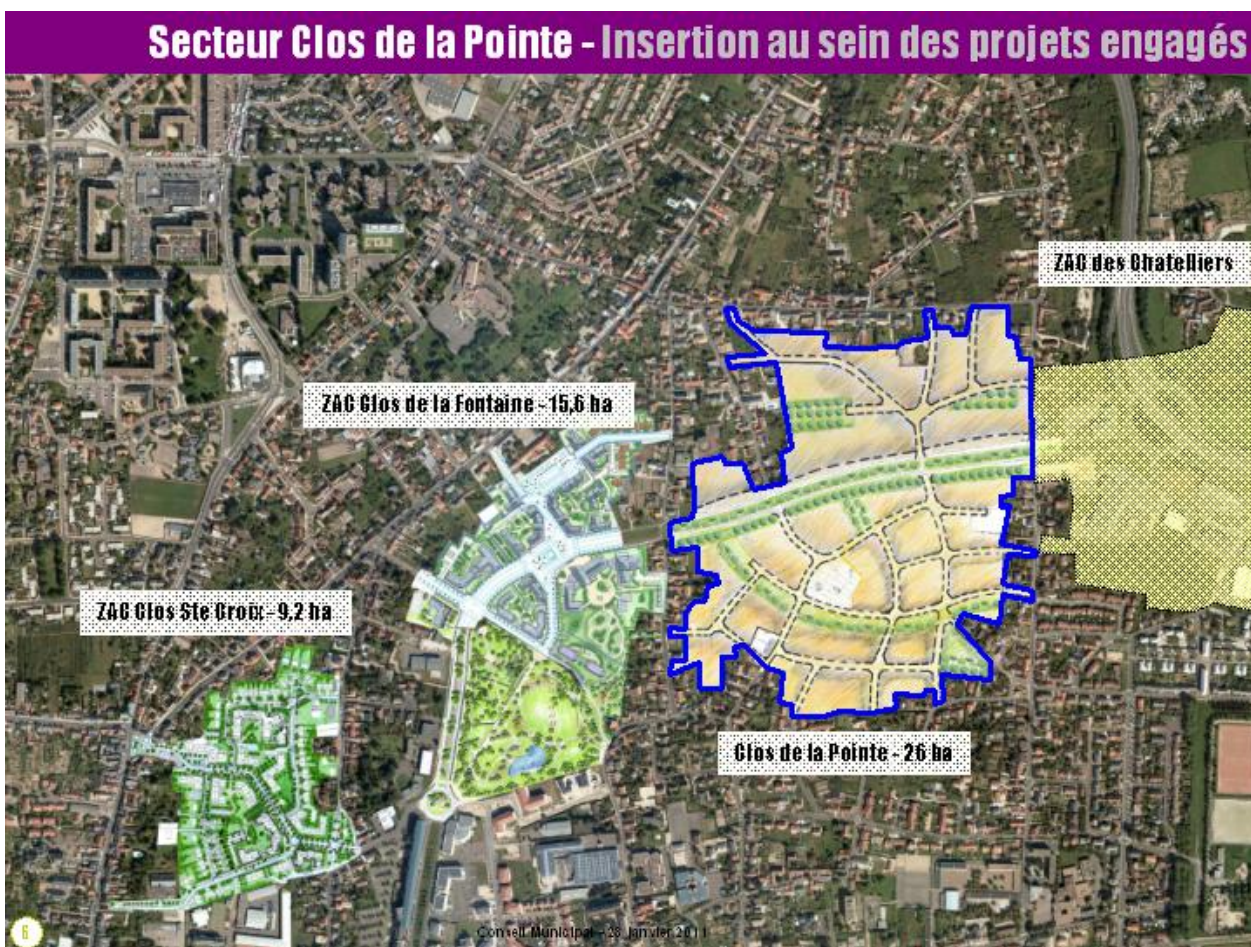 Secteur Clos de la Pointe - Insertion au sein des projets engagés
ZAC des Chatelliers
ZAC Clos de la Fontaine - 15,6 ha
ZAC Clos Ste Croix - 9,2 ha
Clos de la Pointe - 26 ha
6
Conseil Municipal - 28 janvier 2011